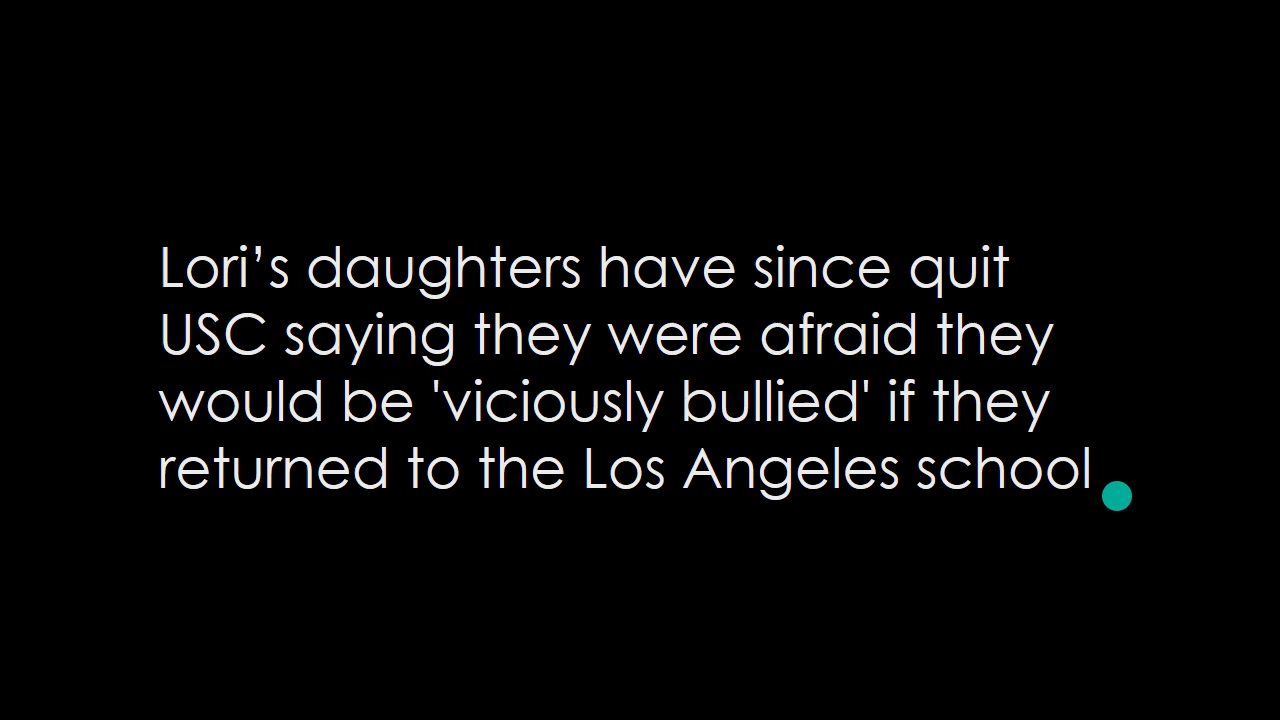 Lori’s daughters have since quit
USC saying they were afraid they
would be 'viciously bullied' if they
returned to the Los Angeles school